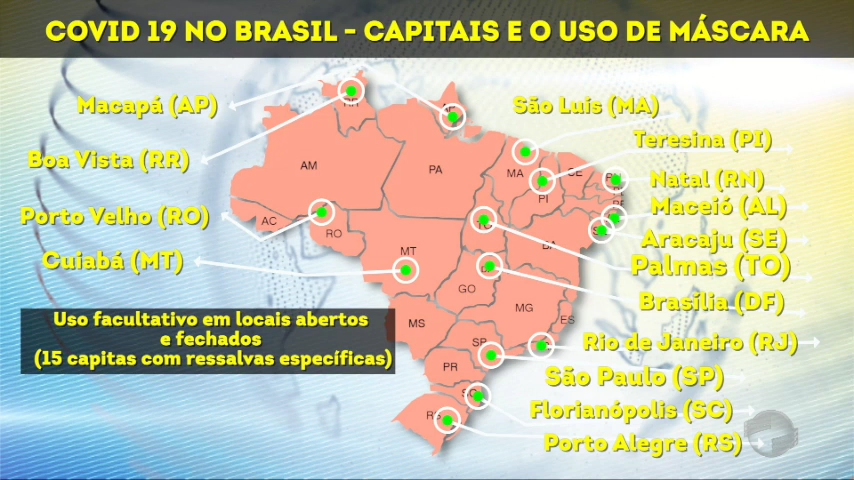 COVID 19 NO BRASIL - CAPITAIS E O USO DE MÁSCARA
Macapá (AP)
Boa Vista (RR)
Porto Velho (RO)
Cuiabá (MT)
São Luís (MA)
Teresina (PI)
Natal (RN)
Maceió (AL)
Aracaju (SE)
Palmas (TO)
Brasília (DF)
Rio de Janeiro (RJ)
São Paulo (SP)
Florianópolis (SC)
Porto Alegre (RS)
Uso facultativo em locais abertos
e fechados
(15 capitas com ressalvas específicas)
AM
PA
MA
PI
AC
RO
MT
TO
BA
GO
MG
ES
MS
SP
PR
SC
RS